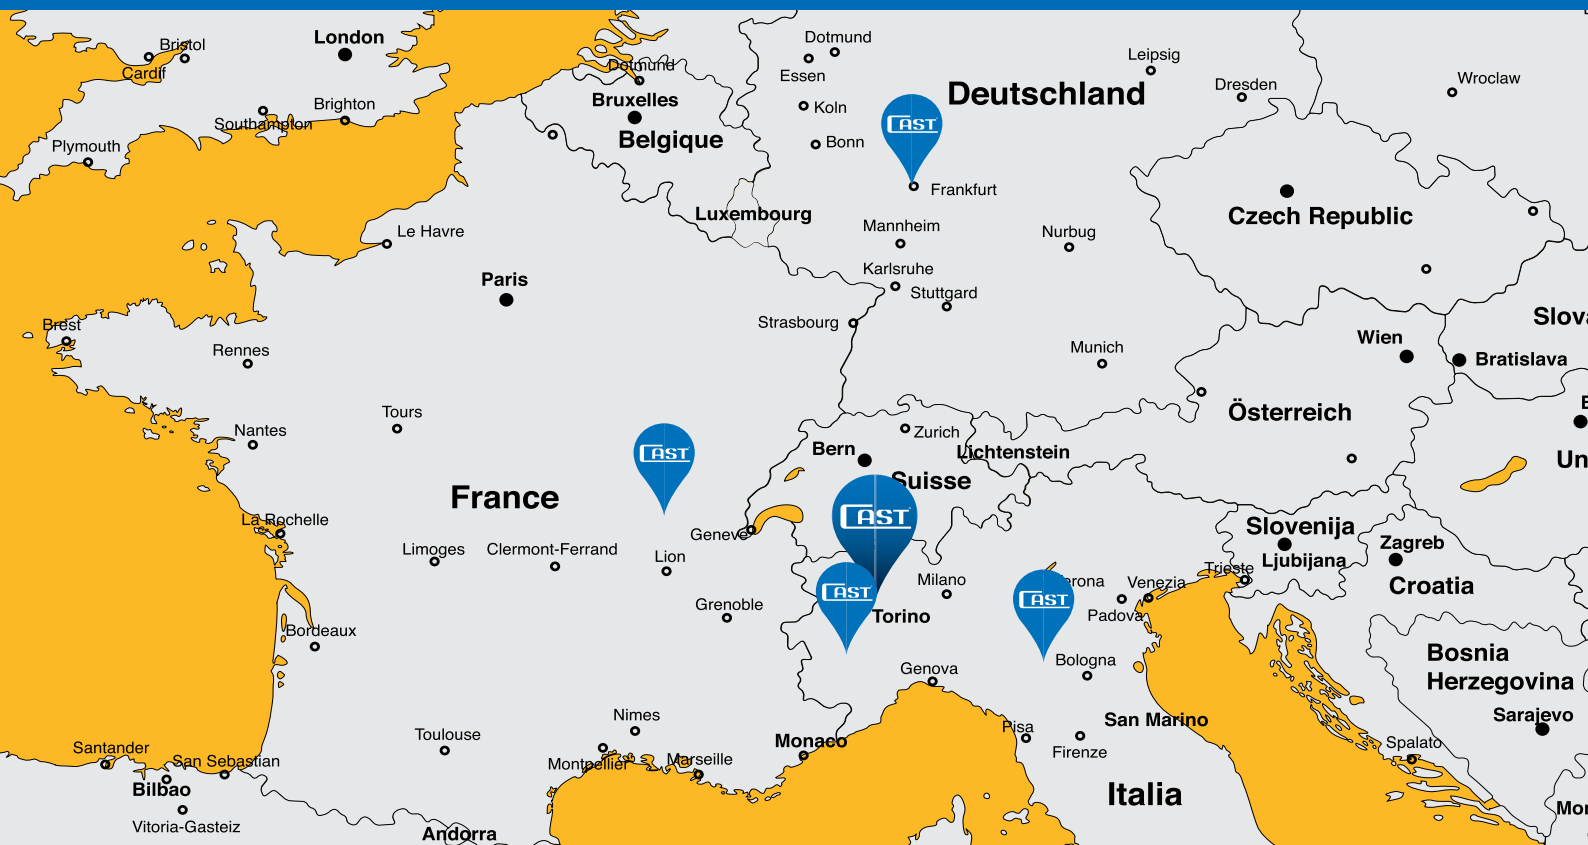 London
Dotmund
Bristol
Leipsig
Dotmund
Cardif
Essen
Wroclaw
Dresden
Deutschland
Bruxelles
Brighton
Koln
CAST
Southampton
Belgique
Bonn
Plymouth
Frankfurt
Luxembourg
Czech Republic
Mannheim
Le Havre
Nurbug
Karlsruhe
Paris
Stuttgard
Slova
Brest
Strasbourg
Wien
Rennes
Munich
Bratislava
Tours
Österreich
Nantes
Zurich
Bern
Lichtenstein
CAST
Un
Suisse
France
CAST
La Rochelle
Slovenija
Geneve
Zagreb
Limoges
Clermont-Ferrand
Lion
Ljubijana
Trieste
Milano
erona
Venezia
Croatia
CAST
CAST
Grenoble
Torino
Padova
Bordeaux
Bosnia
Herzegovina
Bologna
Genova
Nimes
Sarajevo
San Marino
Pisa
Toulouse
Monaco
Spalato
Santander
Firenze
San Sebastian
Montpellier
Marseille
Bilbao
Italia
Mon
Vitoria-Gasteiz
Andorra